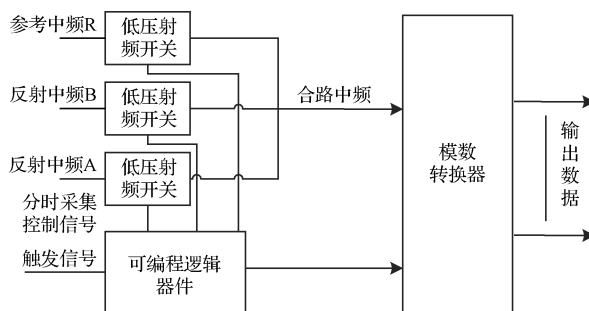 参考中频R
低压射
频开关
反射中频B
低压射
频开关
合路中频
反射中频A
低压射
频开关
分时采集
控制信号
触发信号
可编程逻辑
器件
模数
转换器
输
出
数
据